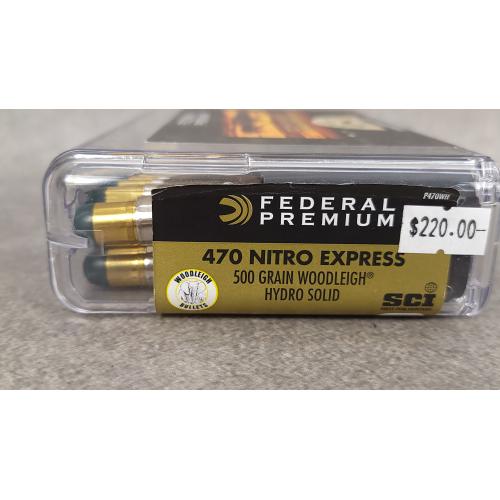 P470WH
FEDERAL
PREMIUM
$220.00-
470 NITRO EXPRESS
500 GRAIN WOODLEIGH®
HYDRO SOLID
WOODLEIGH
BULLETS
SCI